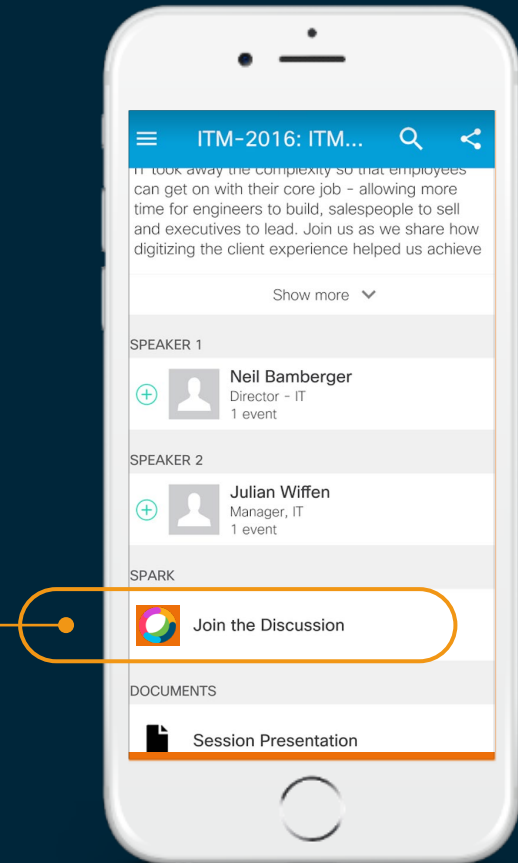 ITM-2016: ITM...
IT took away the complexity so that employees
can get on with their core job - allowing more
time for engineers to build, salespeople to sell
and executives to lead. Join us as we share how
digitizing the client experience helped us achieve
Show more
SPEAKER 1
Neil Bamberger
Director - IT
1 event
SPEAKER 2
Julian Wiffen
Manager, IT
1 event
SPARK
Join the Discussion
DOCUMENTS
Session Presentation